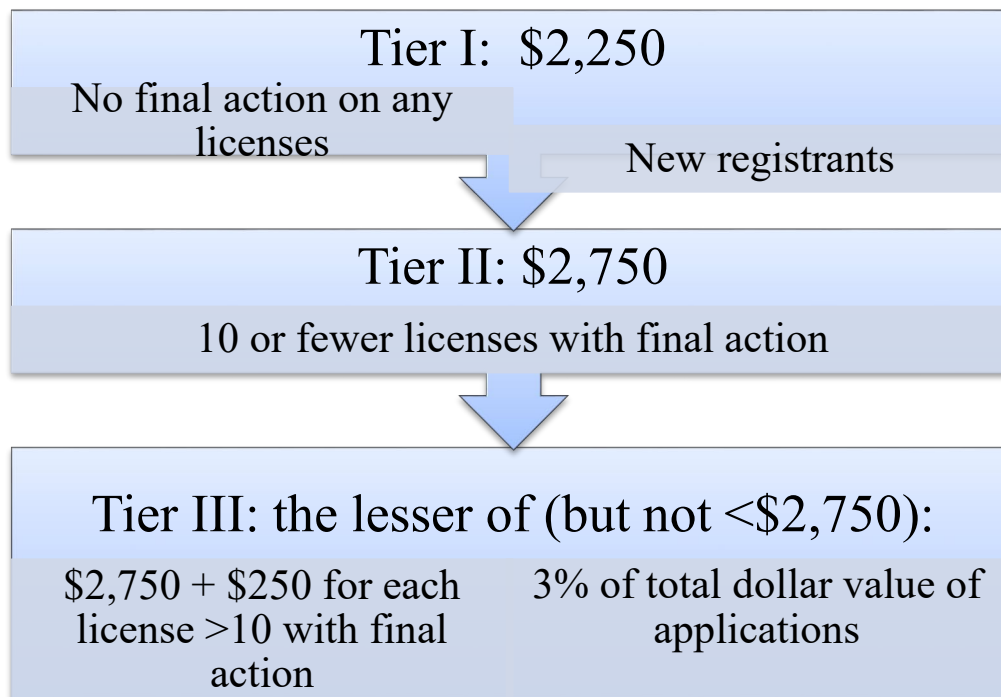 Tier I:  $2,250
No final action on any
licenses
New registrants
Tier II: $2,750
10 or fewer licenses with final action
Tier III: the lesser of (but not <$2,750):
$2,750 + $250 for each
license >10 with final
action
3% of total dollar value of
applications